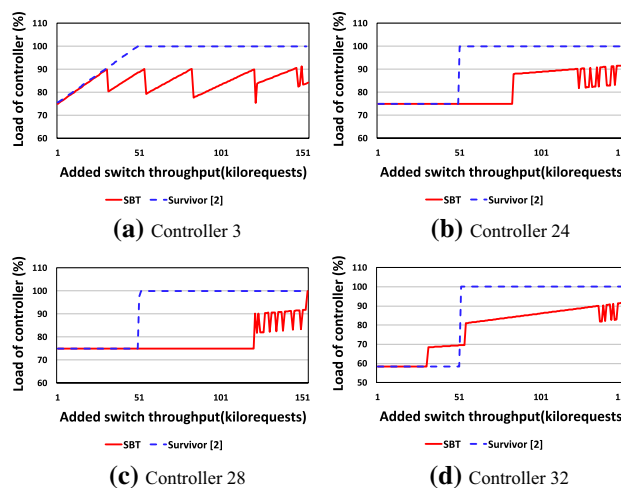 Load of controller (%)
110
100
90
80
70
60
1
51
101
151
Added switch throughput(kilorequests)
SBT
Survivor [2]
(a) Controller 3
Load of controller (%)
110
100
90
80
70
60
1
51
101
Added switch throughput(kilorequests)
SBT
Survivor [2]
(b) Controller 24
Load of controller (%)
110
100
90
80
70
60
1
51
101
151
Added switch throughput(kilorequests)
SBT
Survivor [2]
(c) Controller 28
Load of controller (%)
110
100
90
80
70
60
50
1
51
101
Added switch throughput(kilorequests)
SBT
Survivor [2]
(d) Controller 32